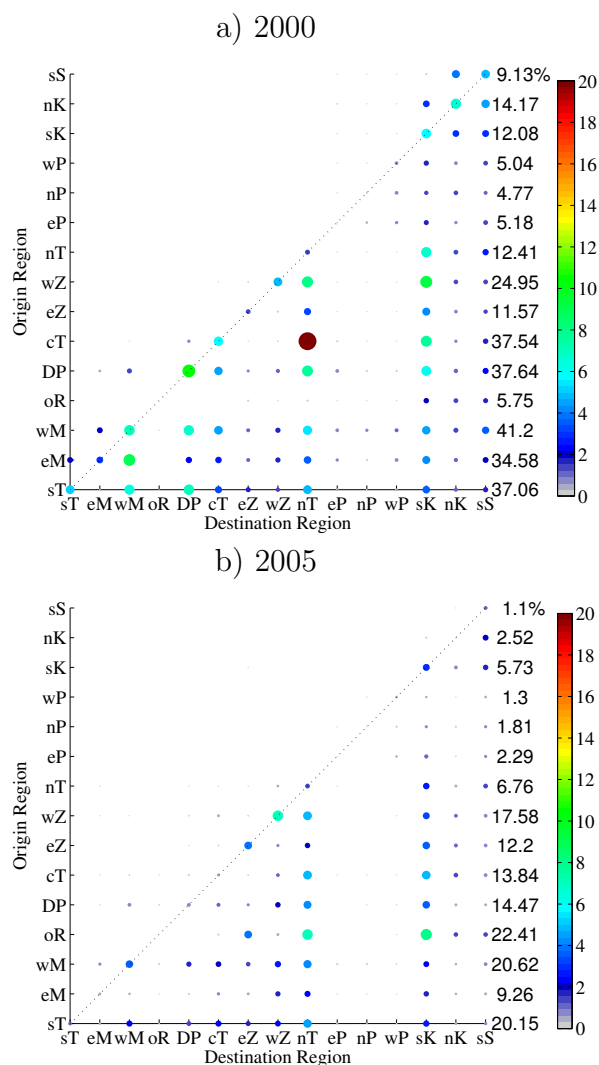 a) 2000
sS 9.13% 20
nK 14.17 18
sK 12.08 16
wP 5.04 14
nP 4.77
eP 5.18 12
nT 12.41
wZ 24.95 10
eZ 11.57 8
cT 37.54
DP 37.64 6
oR 5.75 4
wM 41.2 2
eM 34.58
sT 37.06 0
Origin Region
sT eM wM oR DP cT eZ wZ nT eP nP wP sK nK sS
Destination Region
b) 2005
sS 1.1% 20
nK 2.52 18
sK 5.73 16
wP 1.3 14
nP 1.81
eP 2.29 12
nT 6.76
wZ 17.58 10
eZ 12.2 8
cT 13.84
DP 14.47 6
oR 22.41 4
wM 20.62 2
eM 9.26
sT 20.15 0
Origin Region
sT eM wM oR DP cT eZ wZ nT eP nP wP sK nK sS
Destination Region